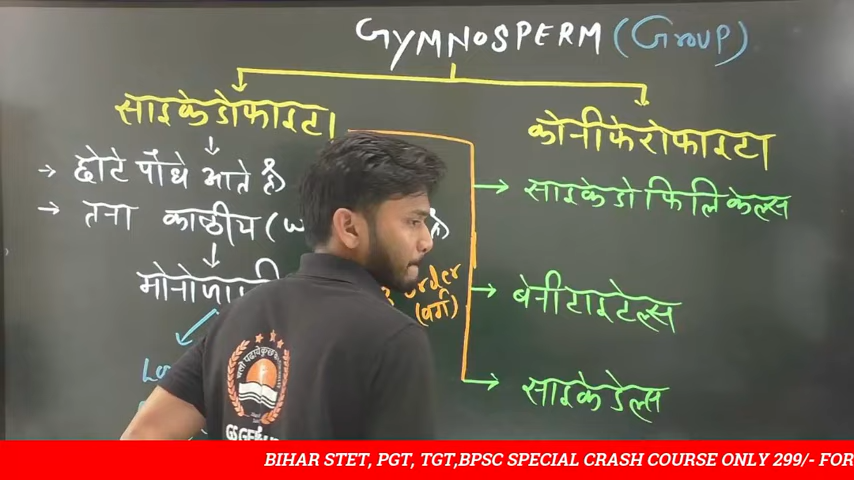 GYMNOSPERM (Group)
साइकेडोफाइटा
कोनीफेरोफाइटा
→ छोटे पौधे आते हैं
→ तना काष्ठीय (W
साइकेडोफिलिकेल्स
order
(वर्ग)
बेनीटाइटेल्स
साइकेडेल्स
BIHAR STET, PGT, TGT,BPSC SPECIAL CRASH COURSE ONLY 299/- FOR